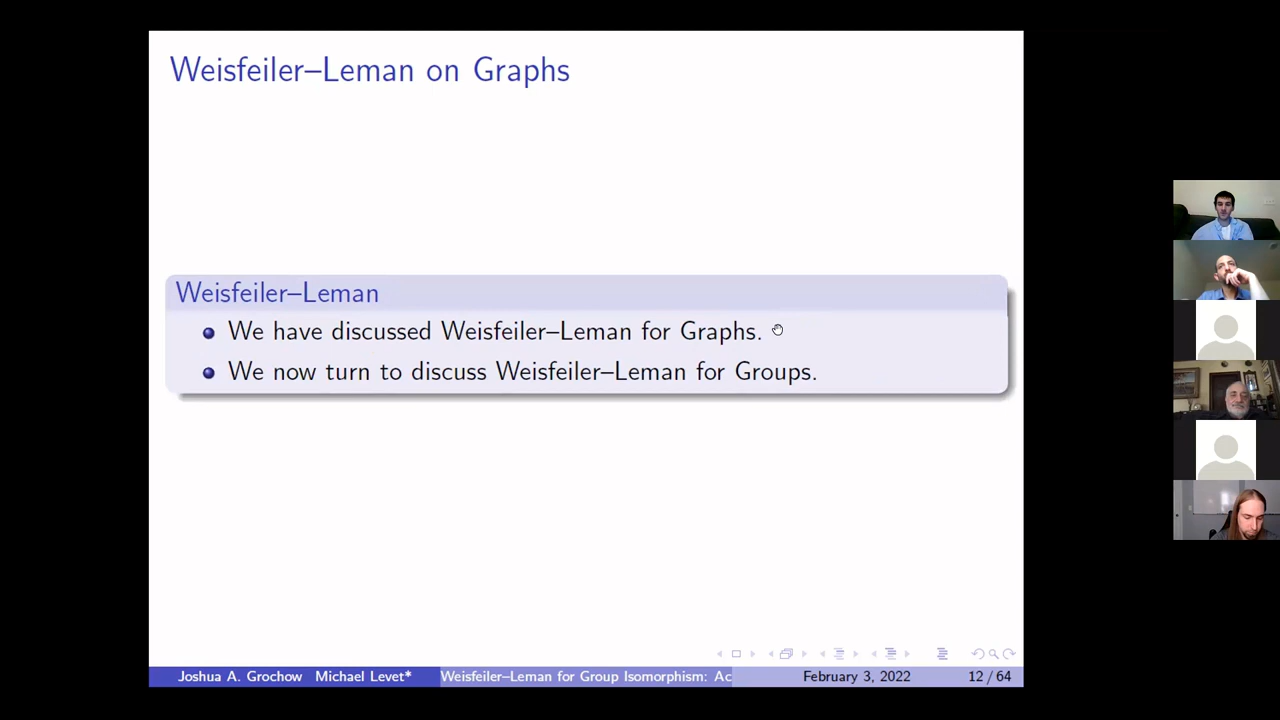 Weisfeiler–Leman on Graphs
Weisfeiler–Leman
We have discussed Weisfeiler–Leman for Graphs.
We now turn to discuss Weisfeiler–Leman for Groups.
Joshua A. Grochow Michael Levet* Weisfeiler–Leman for Group Isomorphism: Ac February 3, 2022 12 / 64